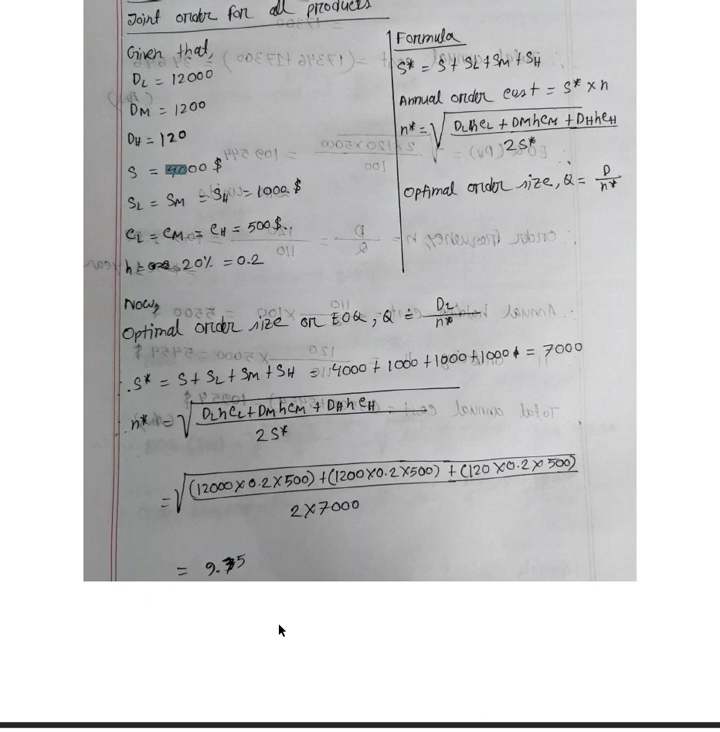 Joint order for all products
Given that,
DL = 12000
DM = 1200
DH = 120
S = 4000 $
SL = SM = SH = 1000 $
CL = CM = CH = 500 $.
h = 20% = 0.2
Formula
S* = S + SL + SM + SH
Annual order cost = S* × n
n* = √((DLhCL + DMhCM + DHhCH) / 2S*)
Optimal order size, Q = D/n*
Now,
Optimal order size or EOQ, Q = DL/n*
∴ S* = S + SL + SM + SH = 4000 + 1000 + 1000 + 1000 = 7000
∴ n* = √((DLhCL + DMhCM + DHhCH) / 2S*)
= √(((12000×0.2×500) + (1200×0.2×500) + (120×0.2×500)) / 2×7000)
= 9.75